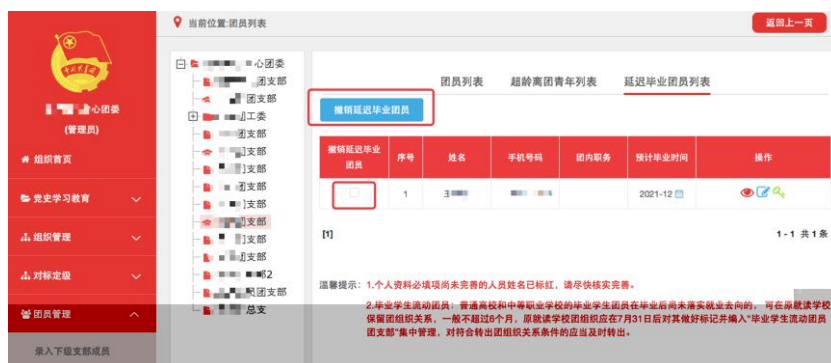 当前位置:团员列表
返回上一页
心团委
(管理员)
组织首页
党史学习教育
组织管理
对标定级
团员管理
录入下级支部成员
心团委
团支部
团支部
工委
团支部
支部
支部
支部
支部
支部
支部
支部
2
团支部
总支
团员列表 超龄离团青年列表 延迟毕业团员列表
撤销延迟毕业团员
撤销延迟毕业团员 序号 姓名 手机号码 团内职务 预计毕业时间 操作
1 2021-12
[1] 1-1 共1条
温馨提示: 1.个人资料必填项尚未完善的人员姓名已标红,请尽快核实完善。
2.毕业学生流动团员:普通高校和中等职业学校的毕业学生团员在毕业后尚未落实就业去向的,可在原就读学校
保留团组织关系,一般不超过6个月,原就读学校团组织应在7月31日后对其做好标记并编入"毕业学生流动团员
团支部"集中管理,对符合转出团组织关系条件的应当及时转出。